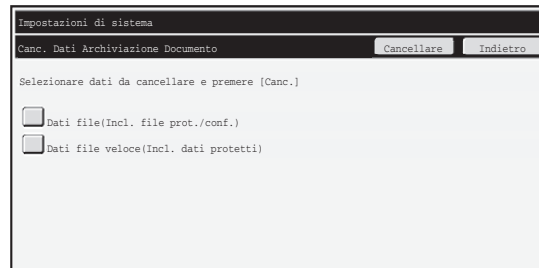 Impostazioni di sistema
Canc. Dati Archiviazione Documento Cancellare Indietro
Selezionare dati da cancellare e premere [Canc.]
Dati file(Incl. file prot./conf.)
Dati file veloce(Incl. dati protetti)